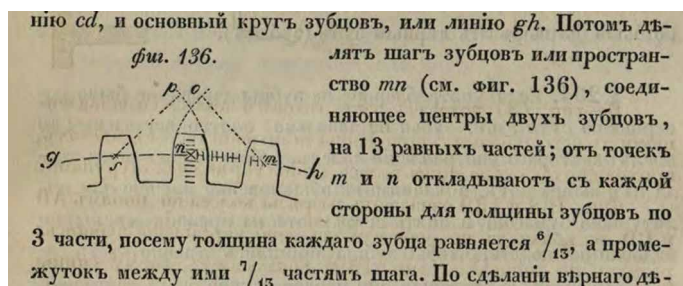 нію cd, и основный кругъ зубцовъ, или линію gh. Потомъ дѣ-
фиг. 136.
лятъ шагъ зубцовъ или простран-
ство mn (см. фиг. 136), соеди-
няющее центры двухъ зубцовъ,
на 13 равныхъ частей; отъ точекъ
m и n откладываютъ съ каждой
стороны для толщины зубцовъ по
p o
g s n m h
3 части, посему толщина каждаго зубца равняется 6/13, а проме-
жутокъ между ими 7/13 частямъ шага. По сдѣланіи вѣрнаго дѣ-